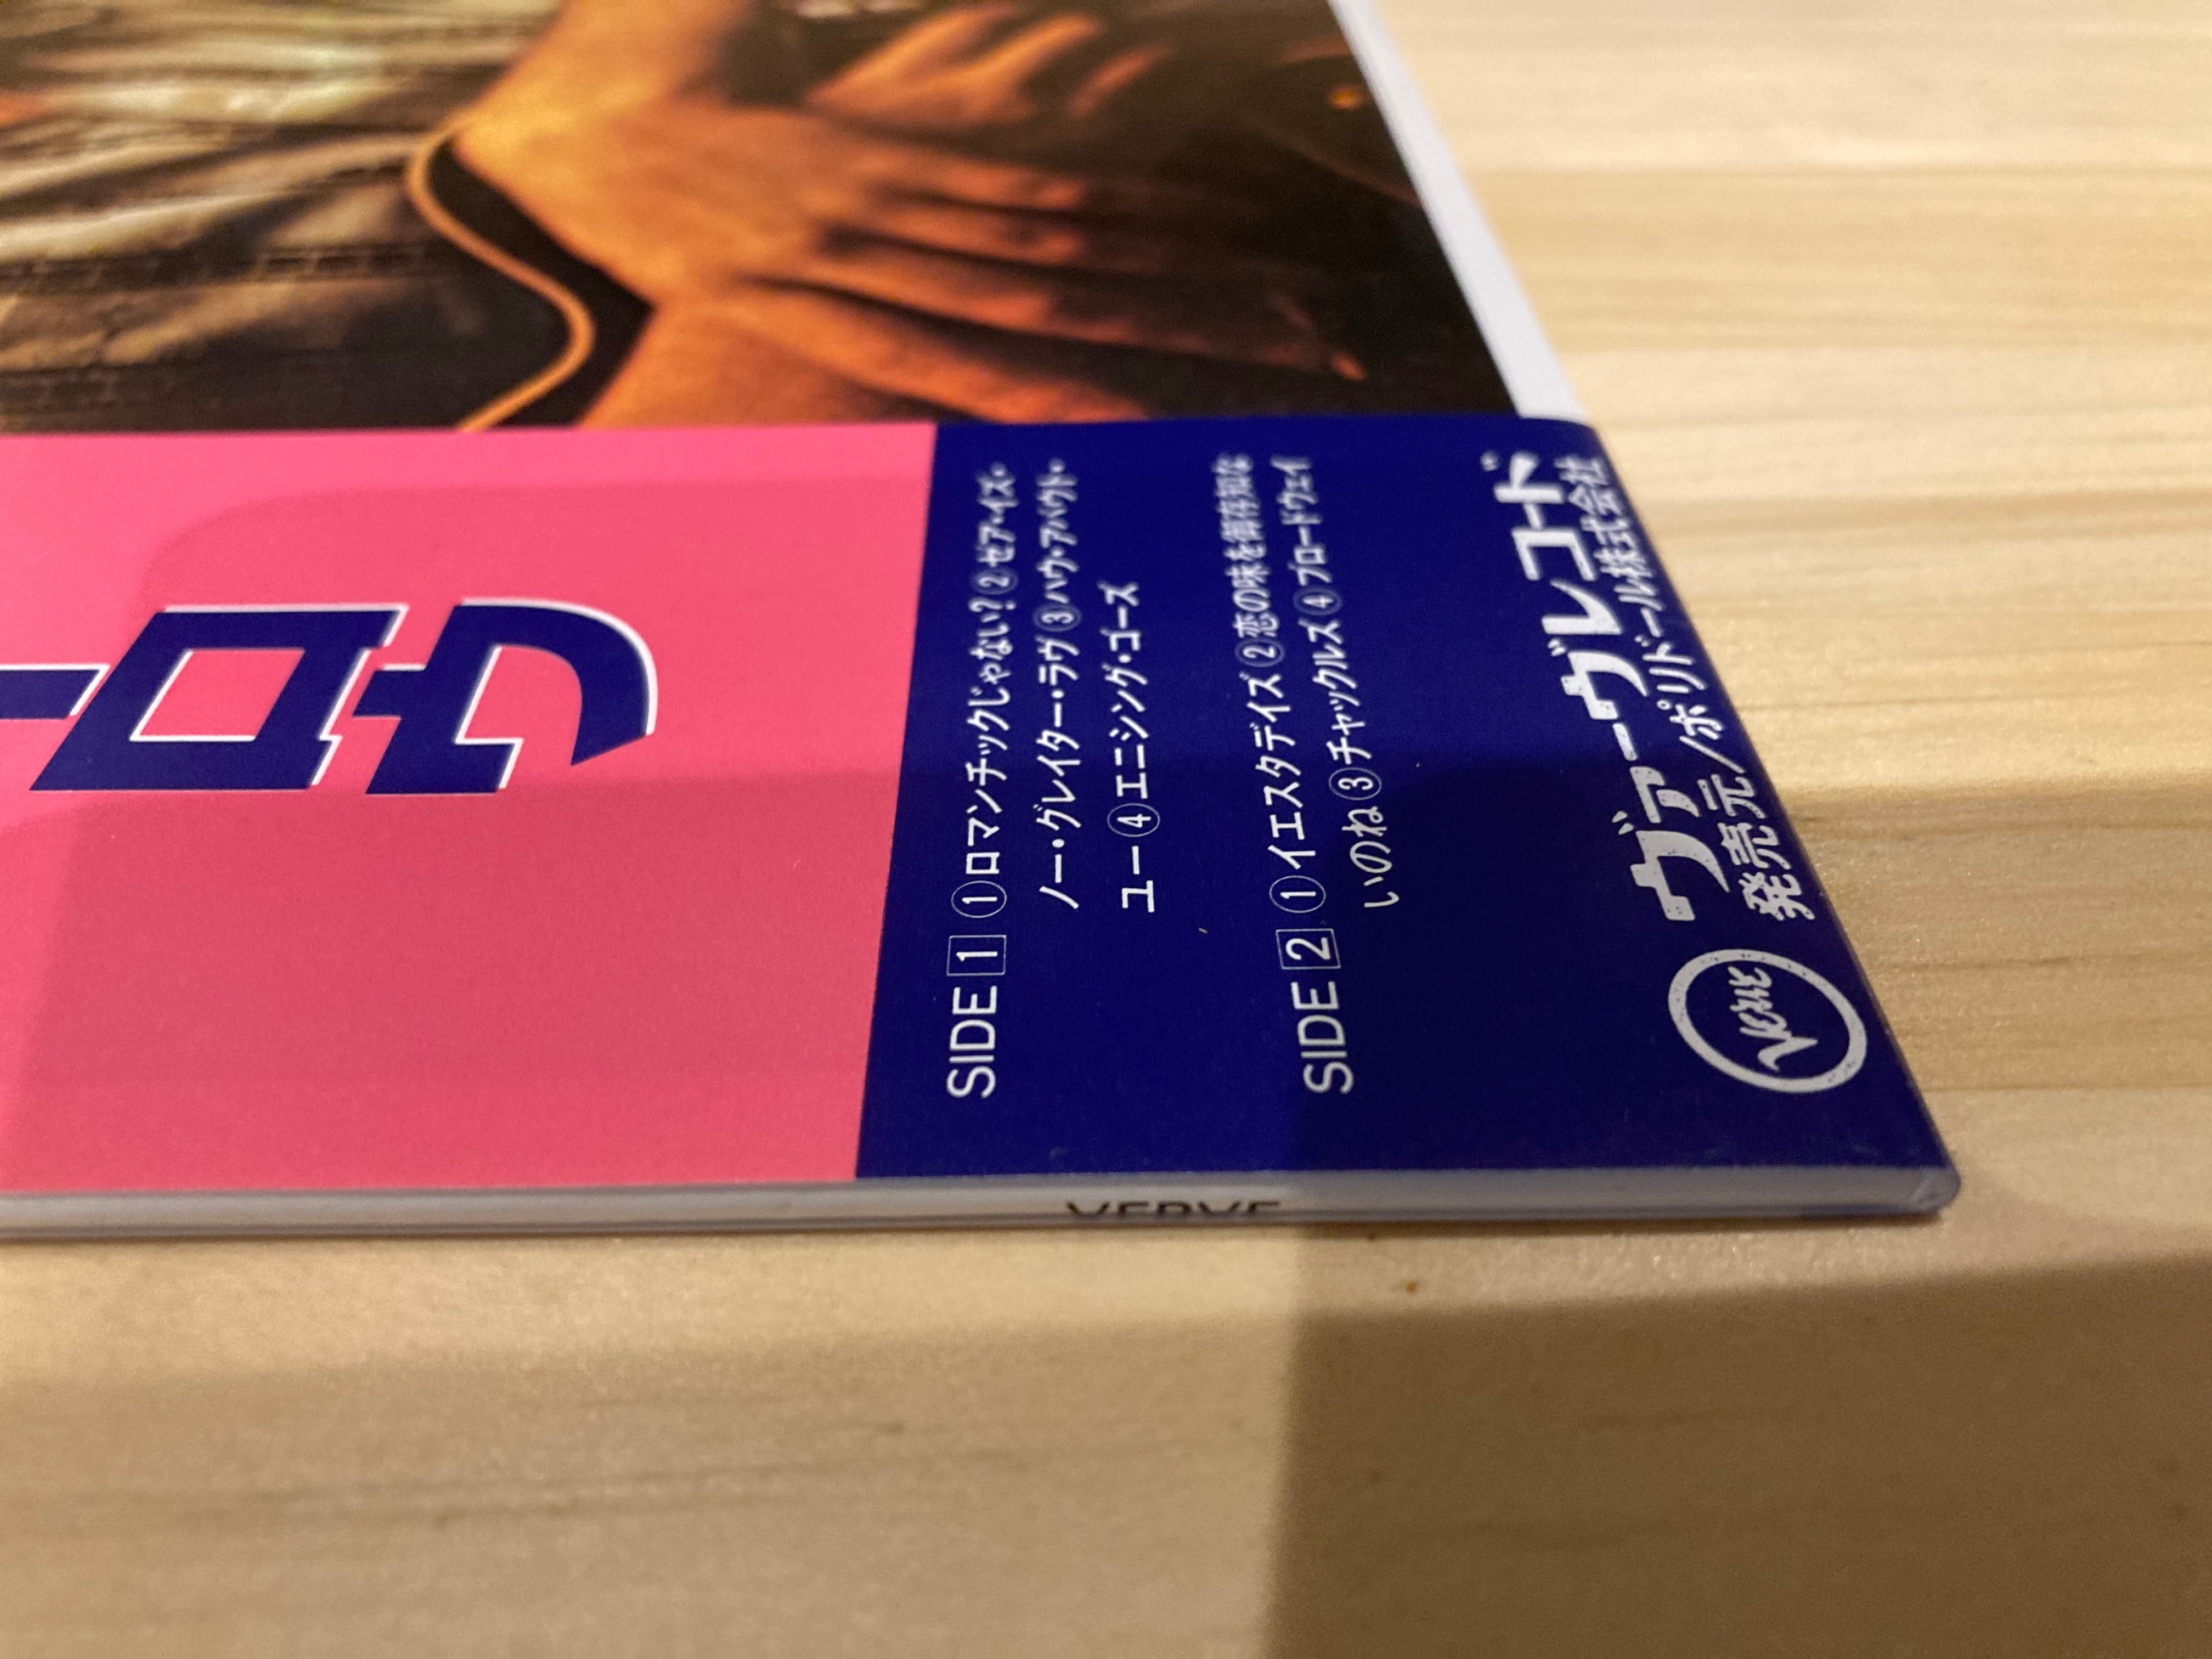 SIDE 1 ①ロマンチックじゃない?②ゼア・イズ・
ノー・グレイター・ラヴ③ハウ・アバウト・
ユー④エニシング・ゴーズ
SIDE 2 ①イエスタデイズ②恋の味を御存知な
いのね③チャックルズ④ブロードウェイ
Verve
ヴァーヴレコード
発売元/ポリドール株式会社
VERVE